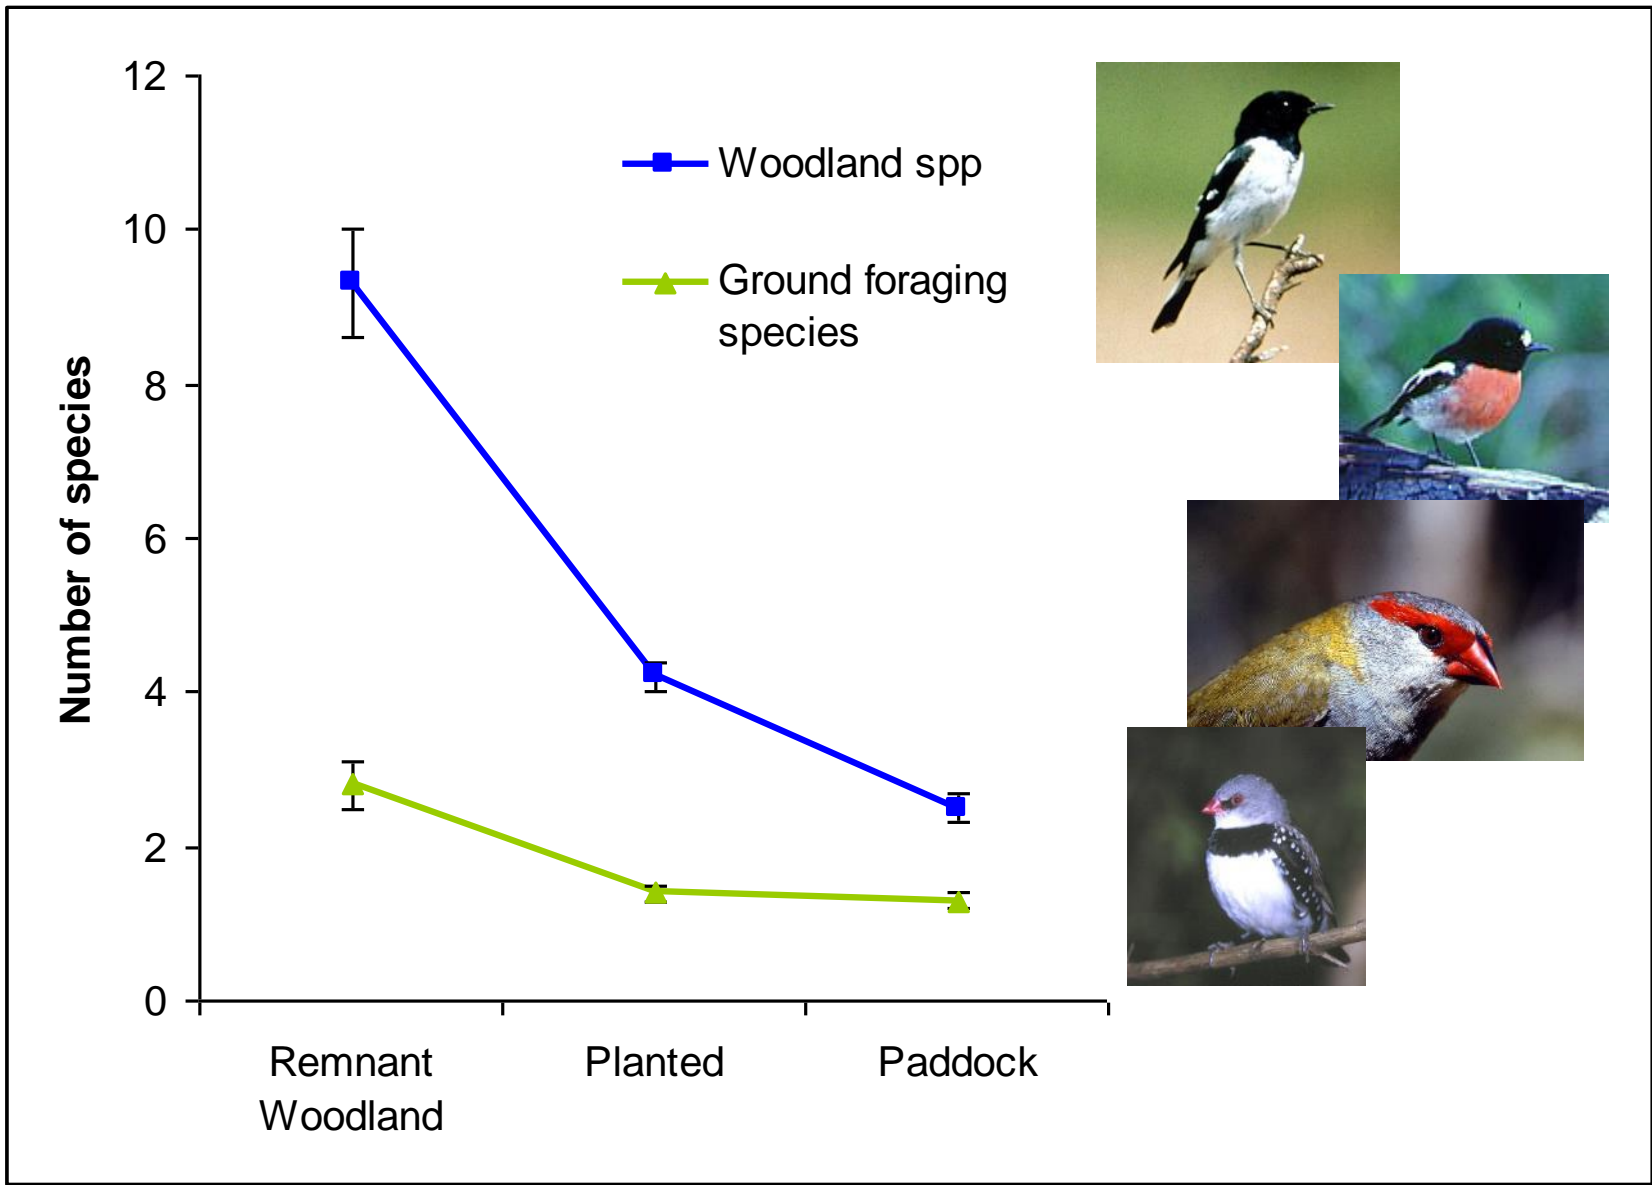 12
10
8
6
4
2
0
Number of species
Woodland spp
Ground foraging
species
Remnant
Woodland
Planted
Paddock